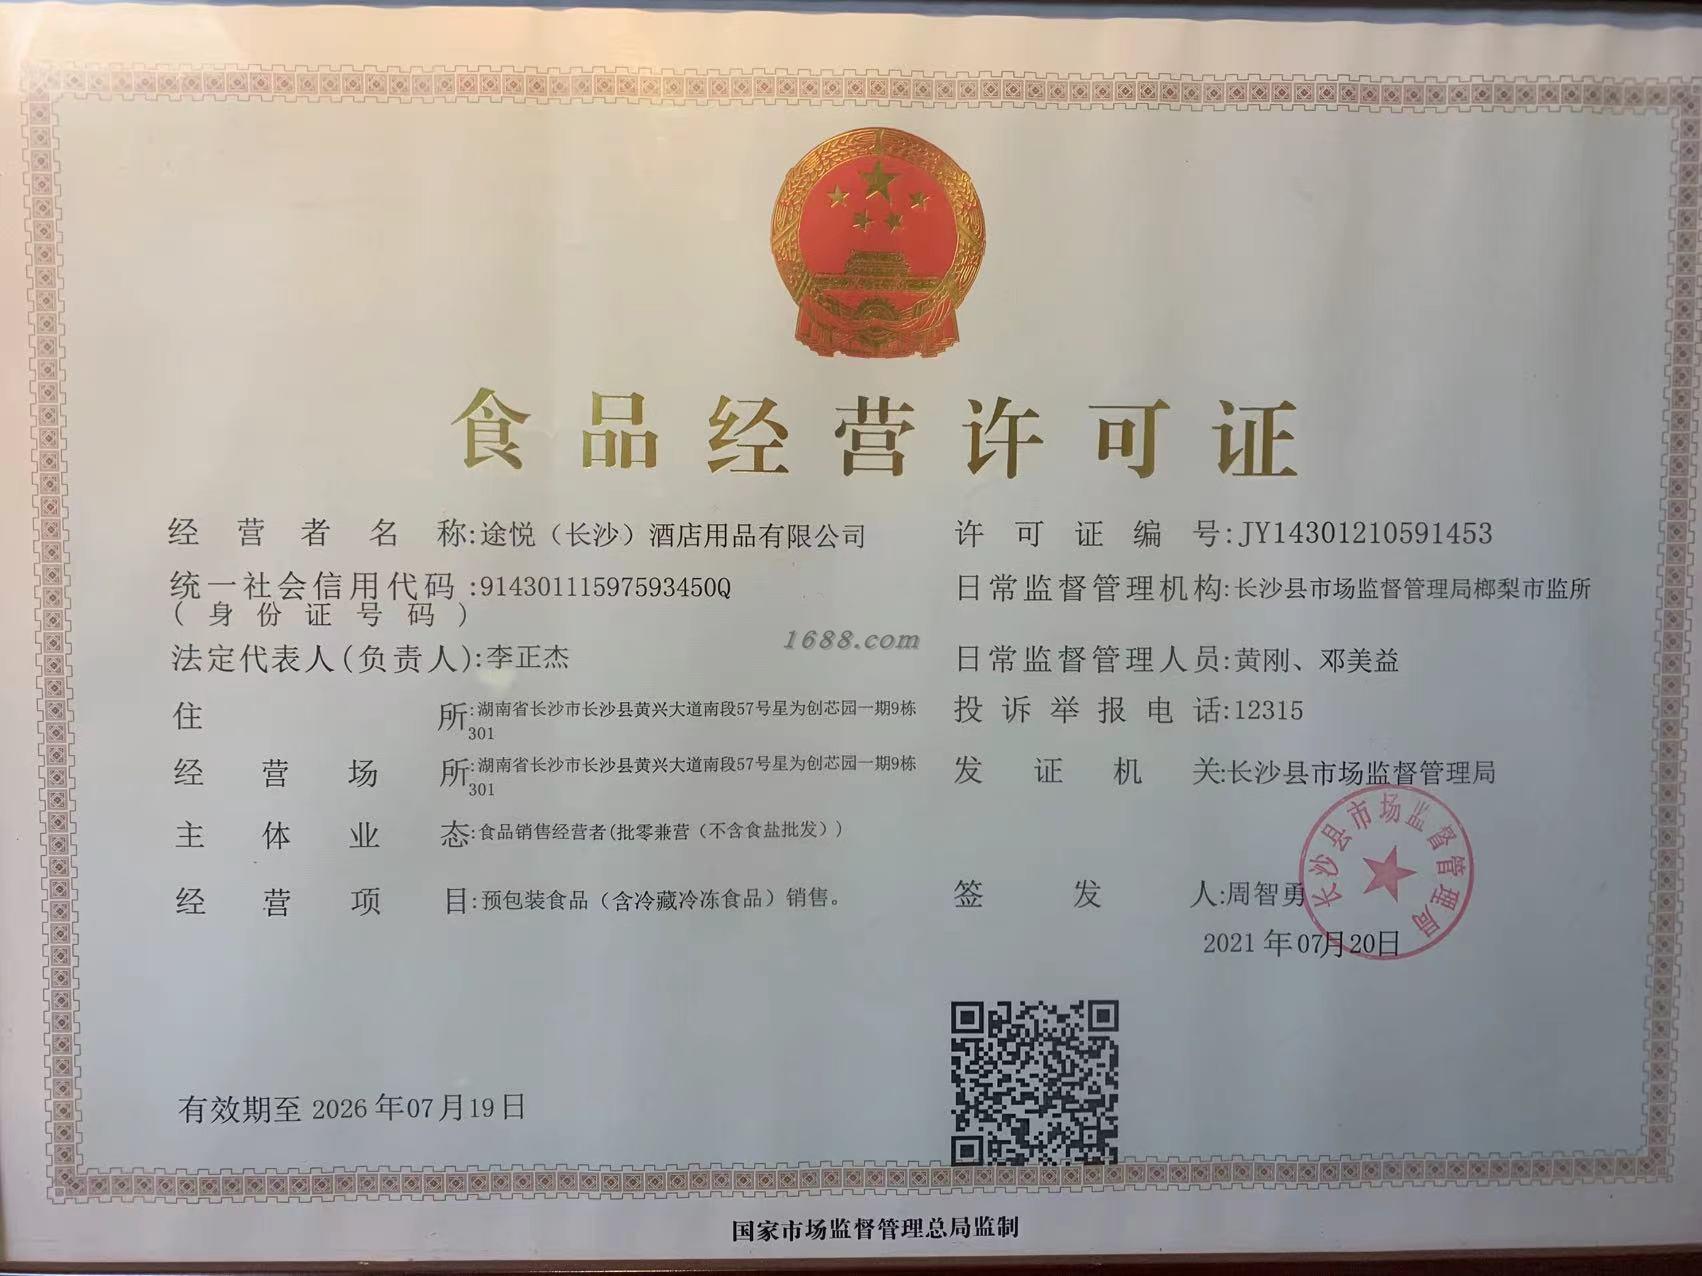 食品经营许可证
经营者名称:途悦（长沙）酒店用品有限公司
统一社会信用代码:91430111597593450Q
(身份证号码)
法定代表人(负责人):李正杰
住所:湖南省长沙市长沙县黄兴大道南段57号星为创芯园一期9栋
301
经营场所:湖南省长沙市长沙县黄兴大道南段57号星为创芯园一期9栋
301
主体业态:食品销售经营者(批零兼营（不含食盐批发）)
经营项目:预包装食品（含冷藏冷冻食品）销售。
许可证编号:JY14301210591453
日常监督管理机构:长沙县市场监督管理局榔梨市监所
日常监督管理人员:黄刚、邓美益
投诉举报电话:12315
发证机关:长沙县市场监督管理局
签发人:周智勇
2021年07月20日
长沙县市场监督管理局
1688.com
有效期至2026年07月19日
国家市场监督管理总局监制